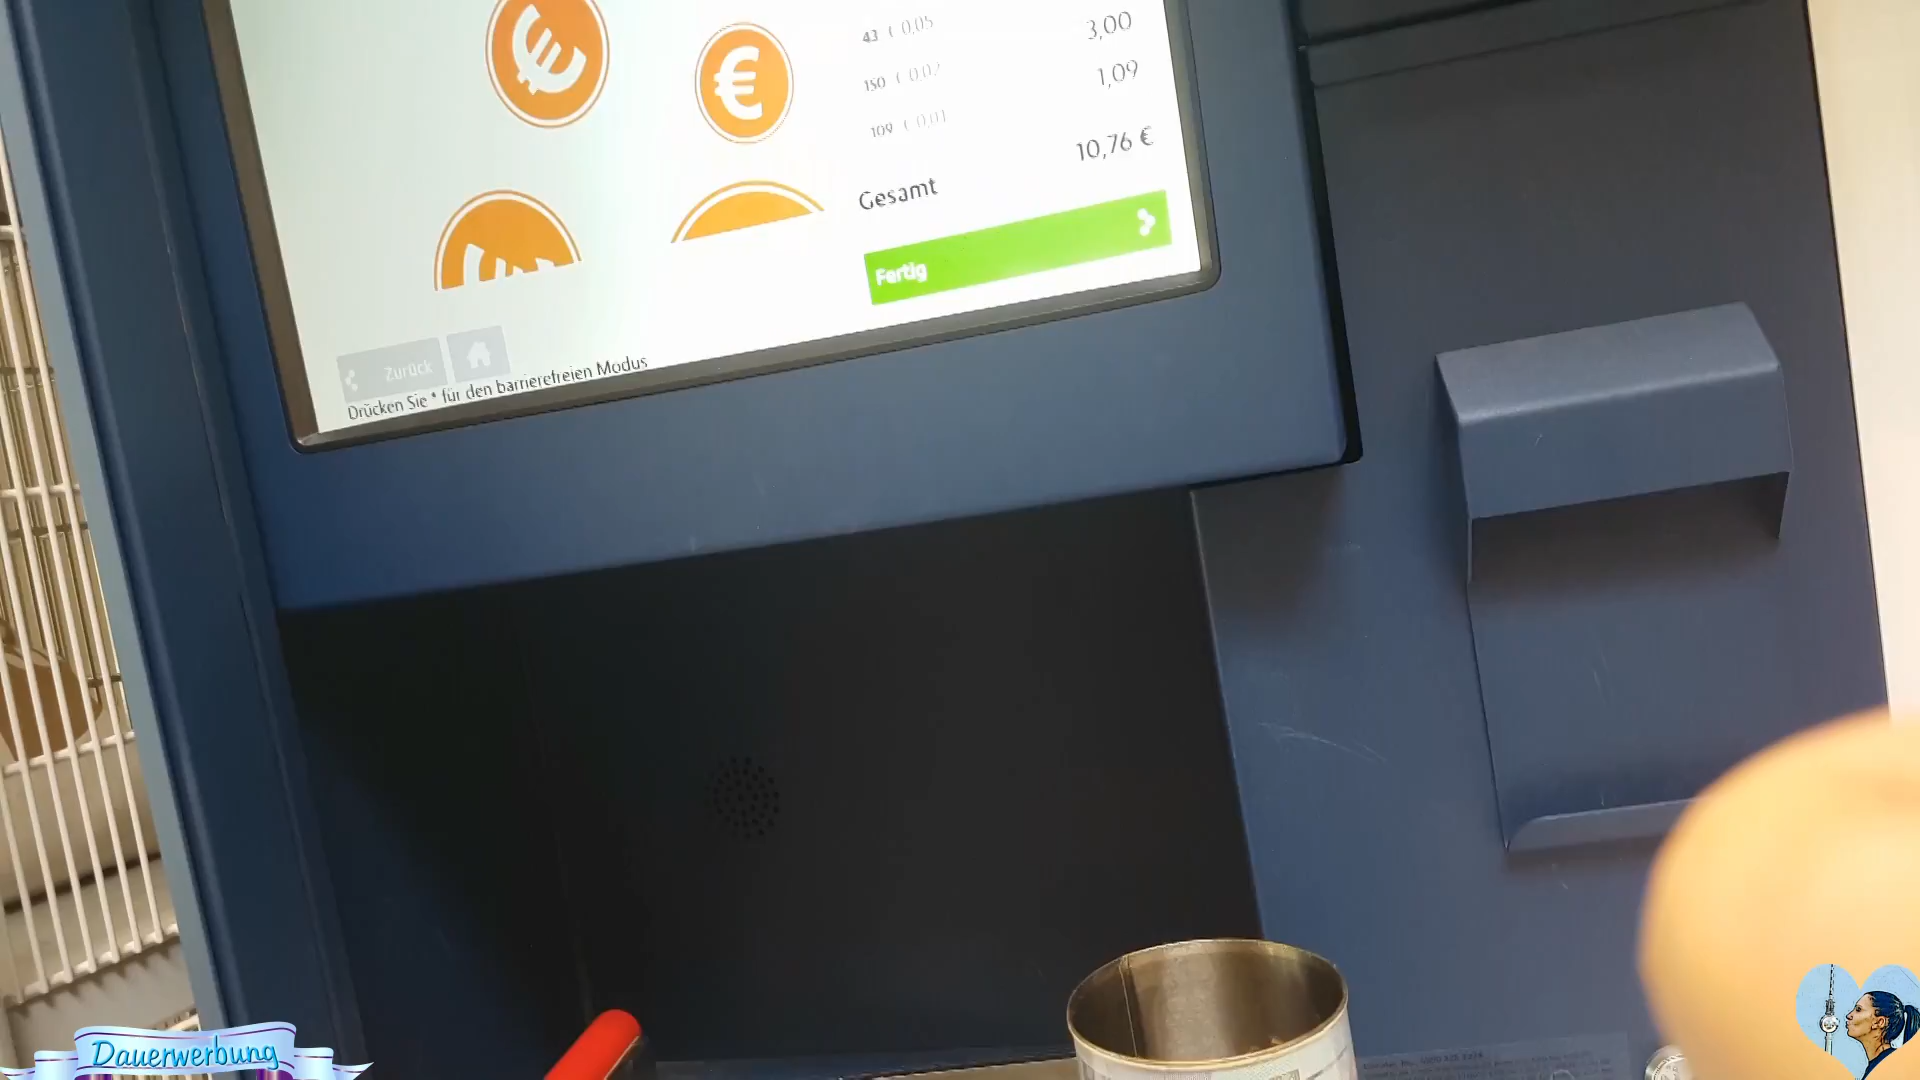 43 € 0,05
3,00
150 € 0,02
1,09
109 € 0,01
10,76 €
Gesamt
Fertig
Zurück
Drücken Sie * für den barrierefreien Modus
Dauerwerbung